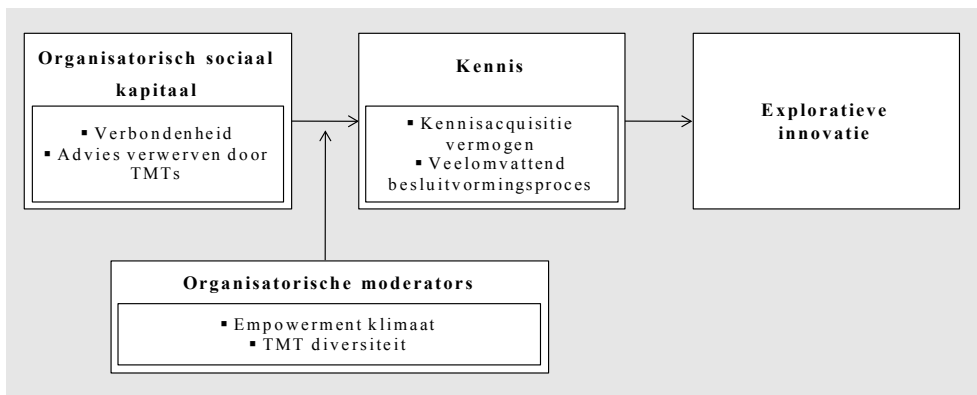 Organisatorisch sociaal
kapitaal
▪ Verbondenheid
▪ Advies verwerven door
TMTs
Kennis
▪ Kennisacquisitie
vermogen
▪ Veelomvattend
besluitvormingsproces
Exploratieve
innovatie
Organisatorische moderators
▪ Empowerment klimaat
▪ TMT diversiteit